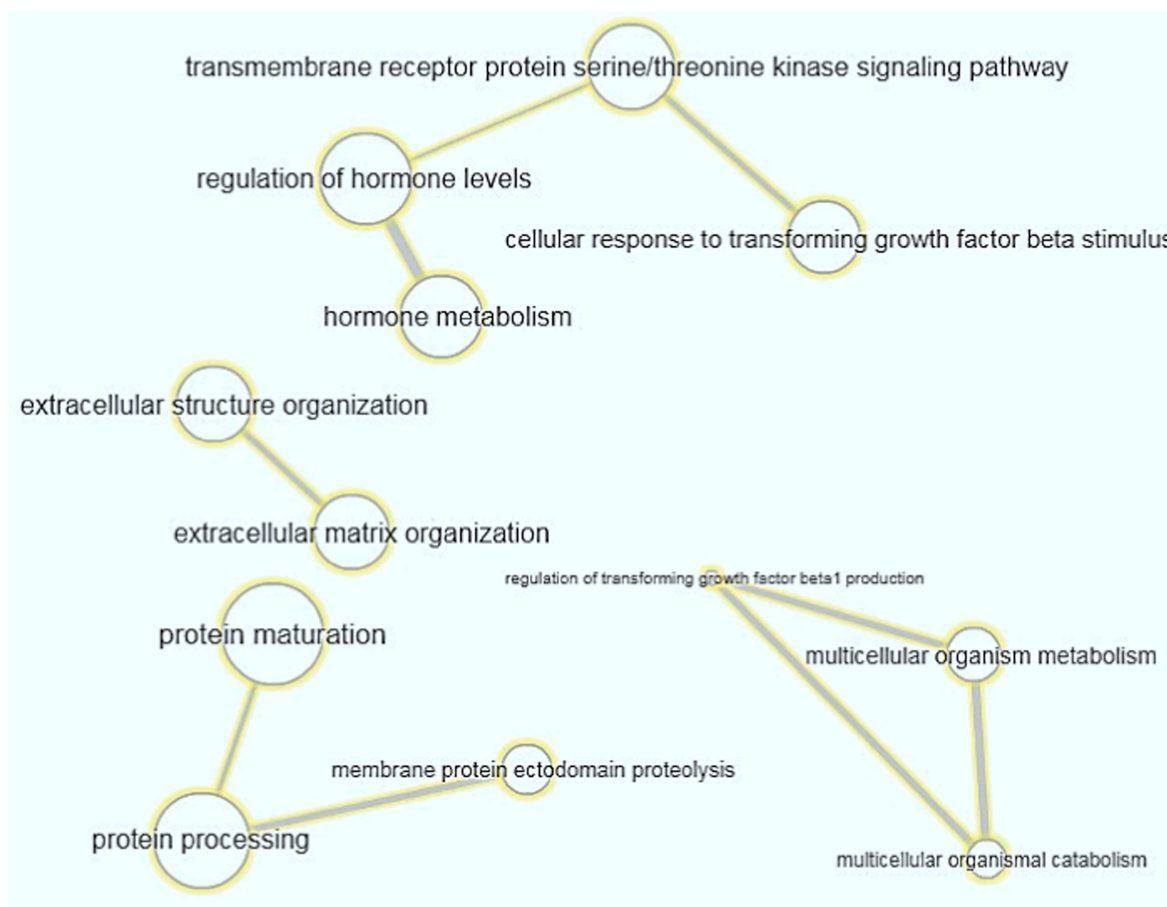 transmembrane receptor protein serine/threonine kinase signaling pathway
regulation of hormone levels
cellular response to transforming growth factor beta stimulus
hormone metabolism
extracellular structure organization
extracellular matrix organization
regulation of transforming growth factor beta1 production
protein maturation
multicellular organism metabolism
membrane protein ectodomain proteolysis
protein processing
multicellular organismal catabolism